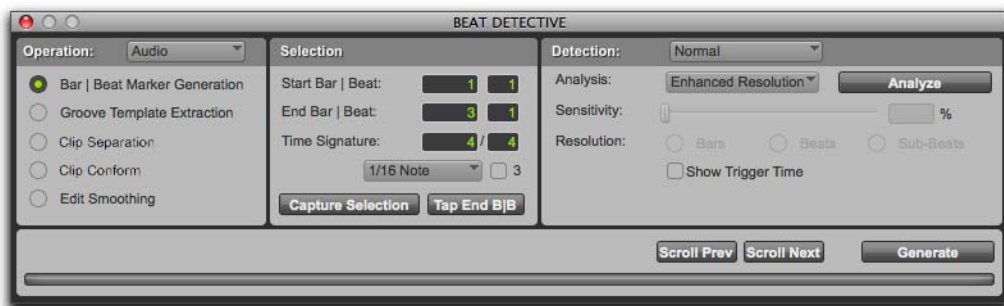 BEAT DETECTIVE
Operation: Audio
Bar | Beat Marker Generation
Groove Template Extraction
Clip Separation
Clip Conform
Edit Smoothing
Selection
Start Bar | Beat: 1 1
End Bar | Beat: 3 1
Time Signature: 4 / 4
1/16 Note 3
Capture Selection Tap End B|B
Detection: Normal
Analysis: Enhanced Resolution Analyze
Sensitivity: %
Resolution: Bars Beats Sub-Beats
Show Trigger Time
Scroll Prev Scroll Next Generate